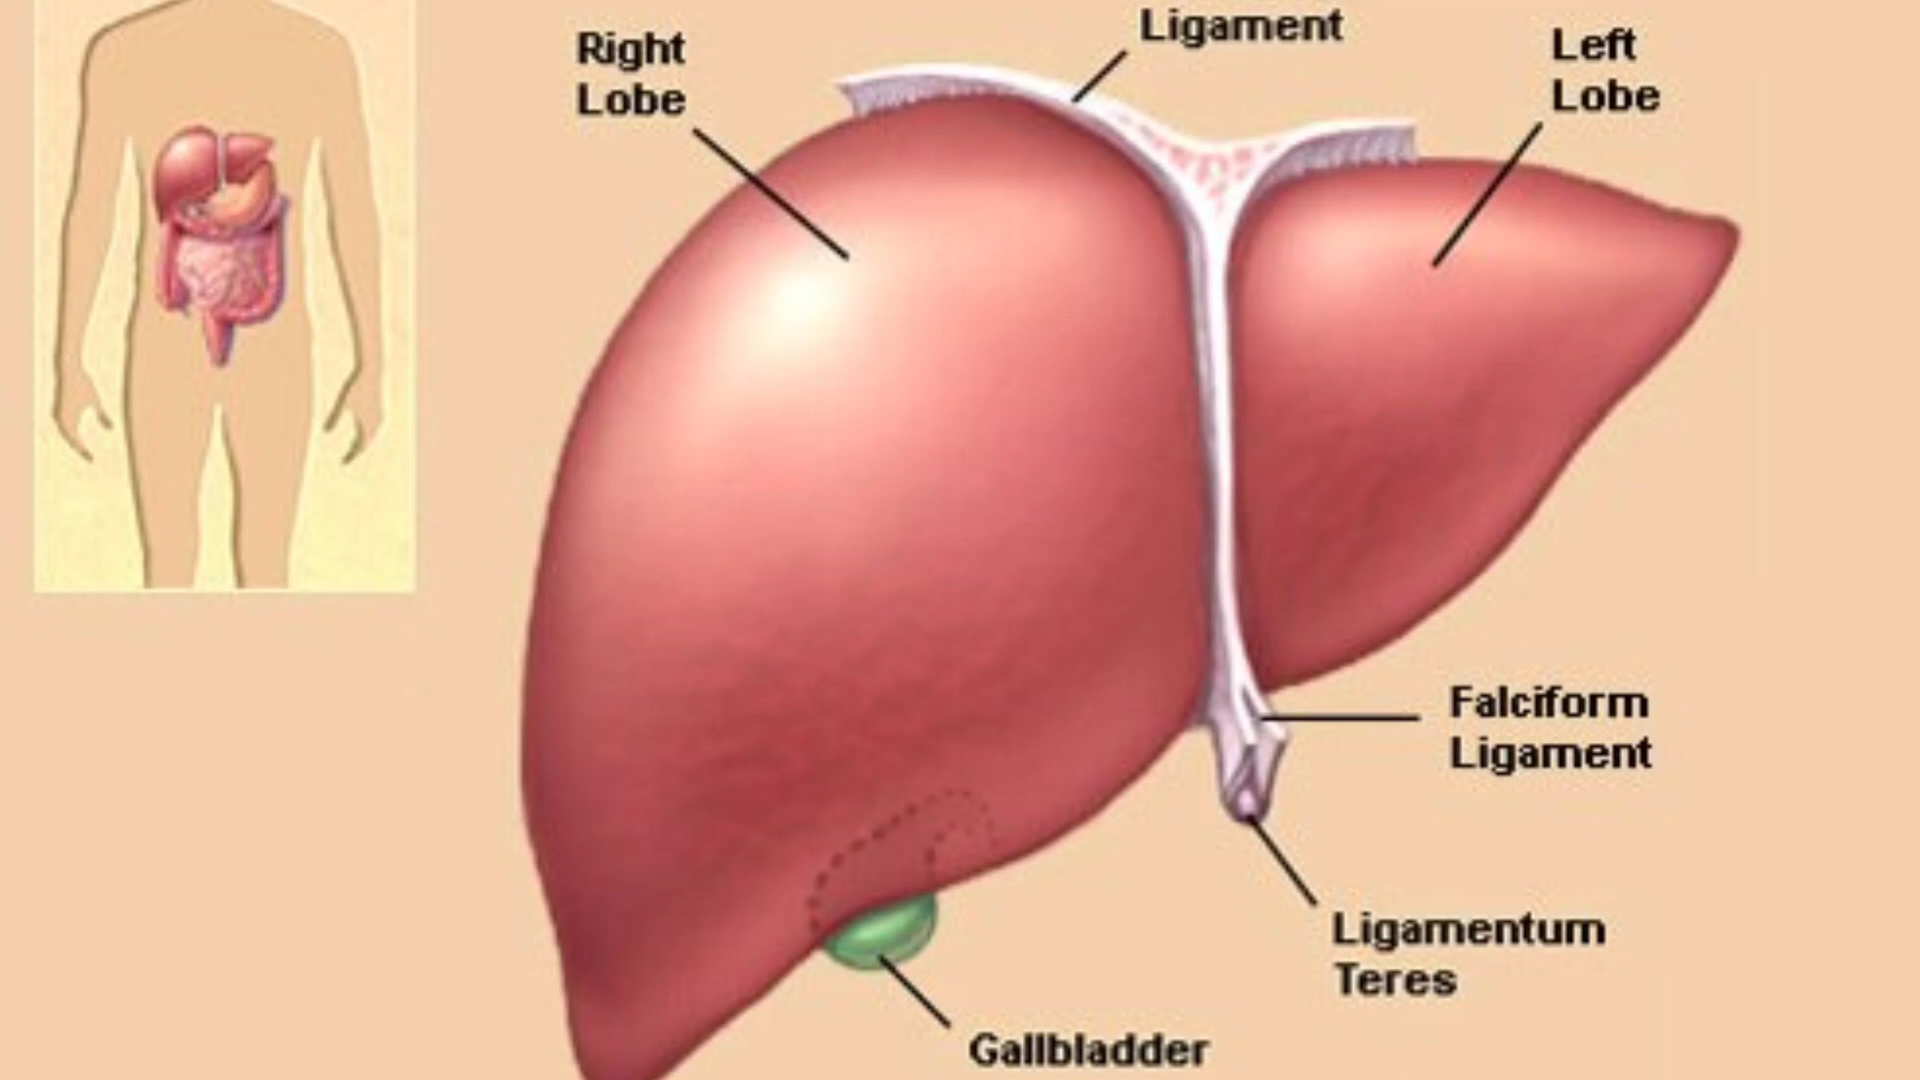 Ligament
Right
Lobe
Left
Lobe
Falciform
Ligament
Ligamentum
Teres
Gallbladder